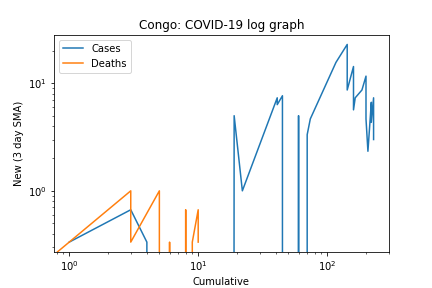 Congo: COVID-19 log graph
Cases
Deaths
New (3 day SMA)
10¹
10⁰
10⁰ 10¹ 10²
Cumulative